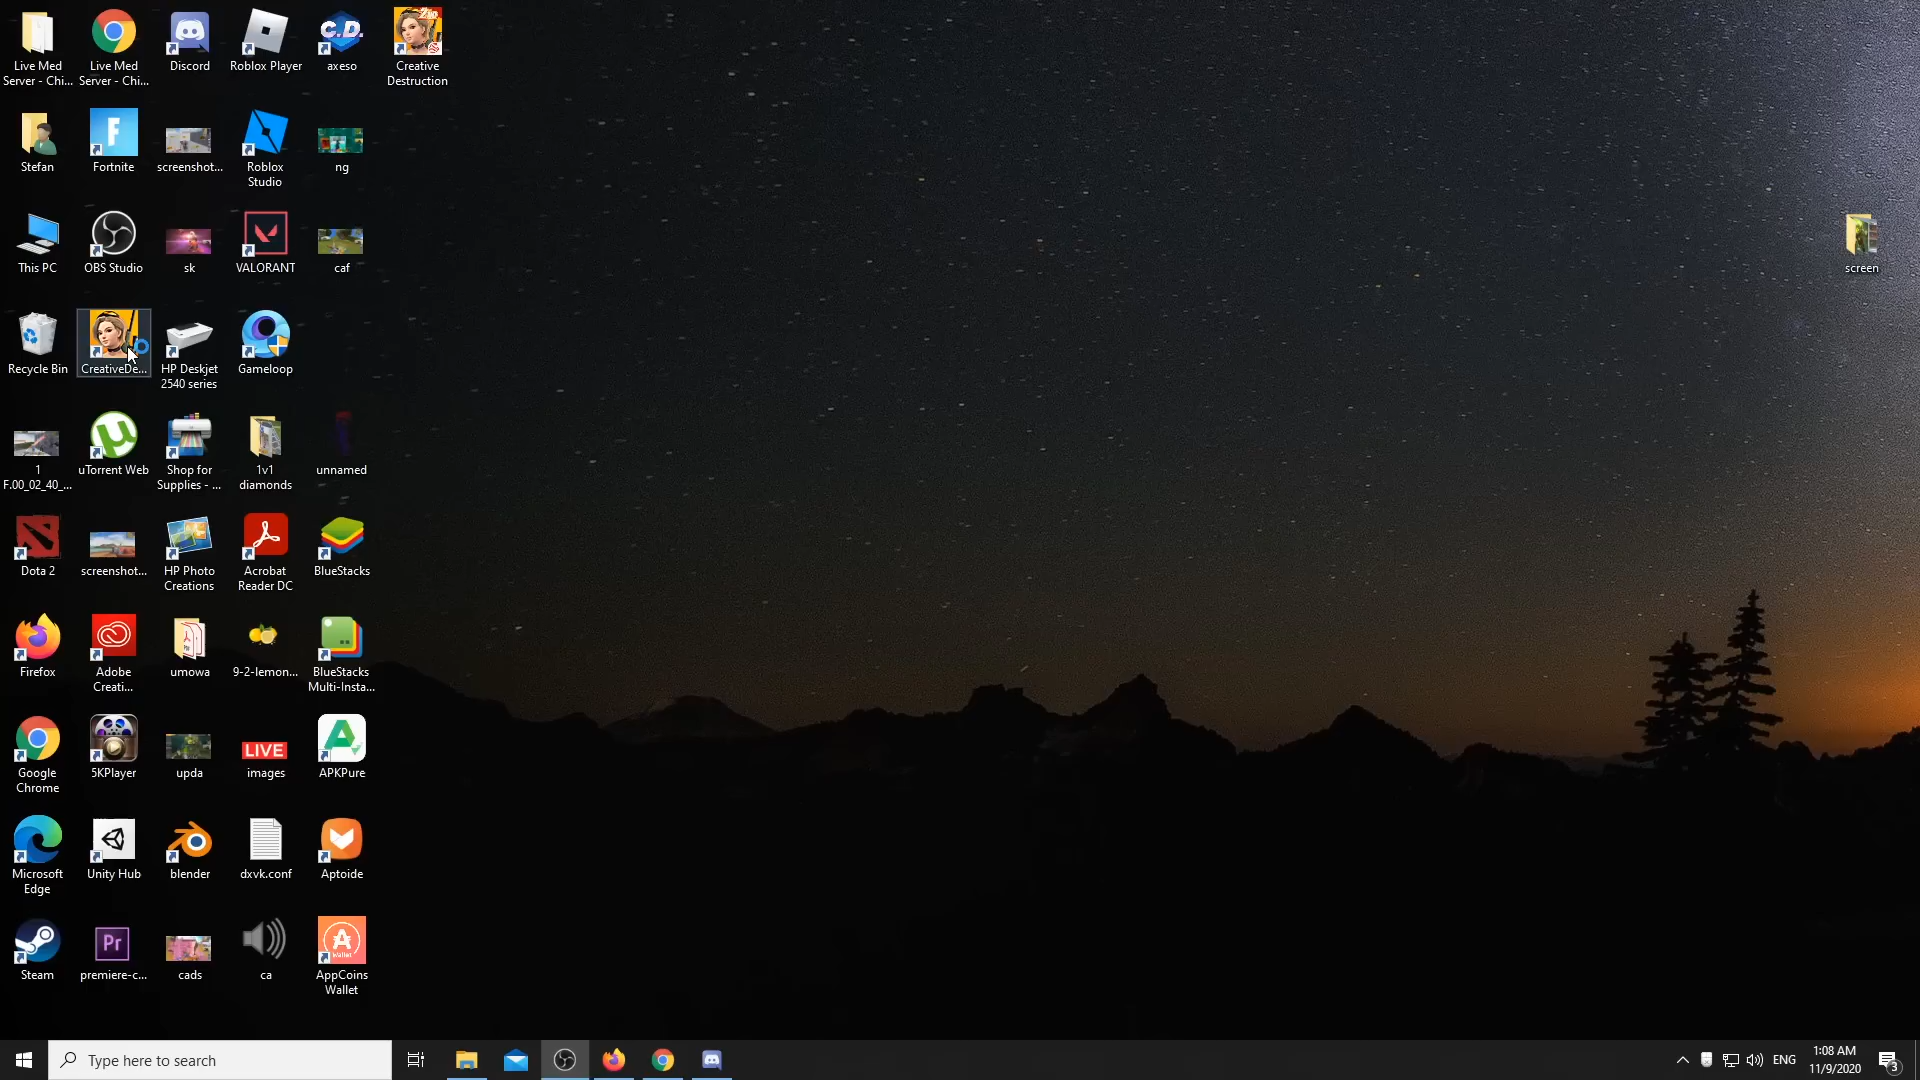 Live Med
Server - Chi...
Live Med
Server - Chi...
Discord
Roblox Player
C.D.
axeso
Creative
Destruction
Stefan
F
Fortnite
screenshot...
Roblox
Studio
ng
This PC
OBS Studio
sk
VALORANT
caf
screen
Recycle Bin
CreativeDe...
HP Deskjet
2540 series
Gameloop
1
F.00_02_40_...
µ
uTorrent Web
Shop for
Supplies - ...
1v1
diamonds
unnamed
Dota 2
screenshot...
HP Photo
Creations
Acrobat
Reader DC
BlueStacks
Firefox
Adobe
Creati...
umowa
9-2-lemon...
BlueStacks
Multi-Insta...
Google
Chrome
5KPlayer
upda
LIVE
images
APKPure
Microsoft
Edge
Unity Hub
blender
dxvk.conf
Aptoide
Steam
Pr
premiere-c...
cads
ca
Wallet
AppCoins
Wallet
Type here to search
ENG
1:08 AM
11/9/2020
3